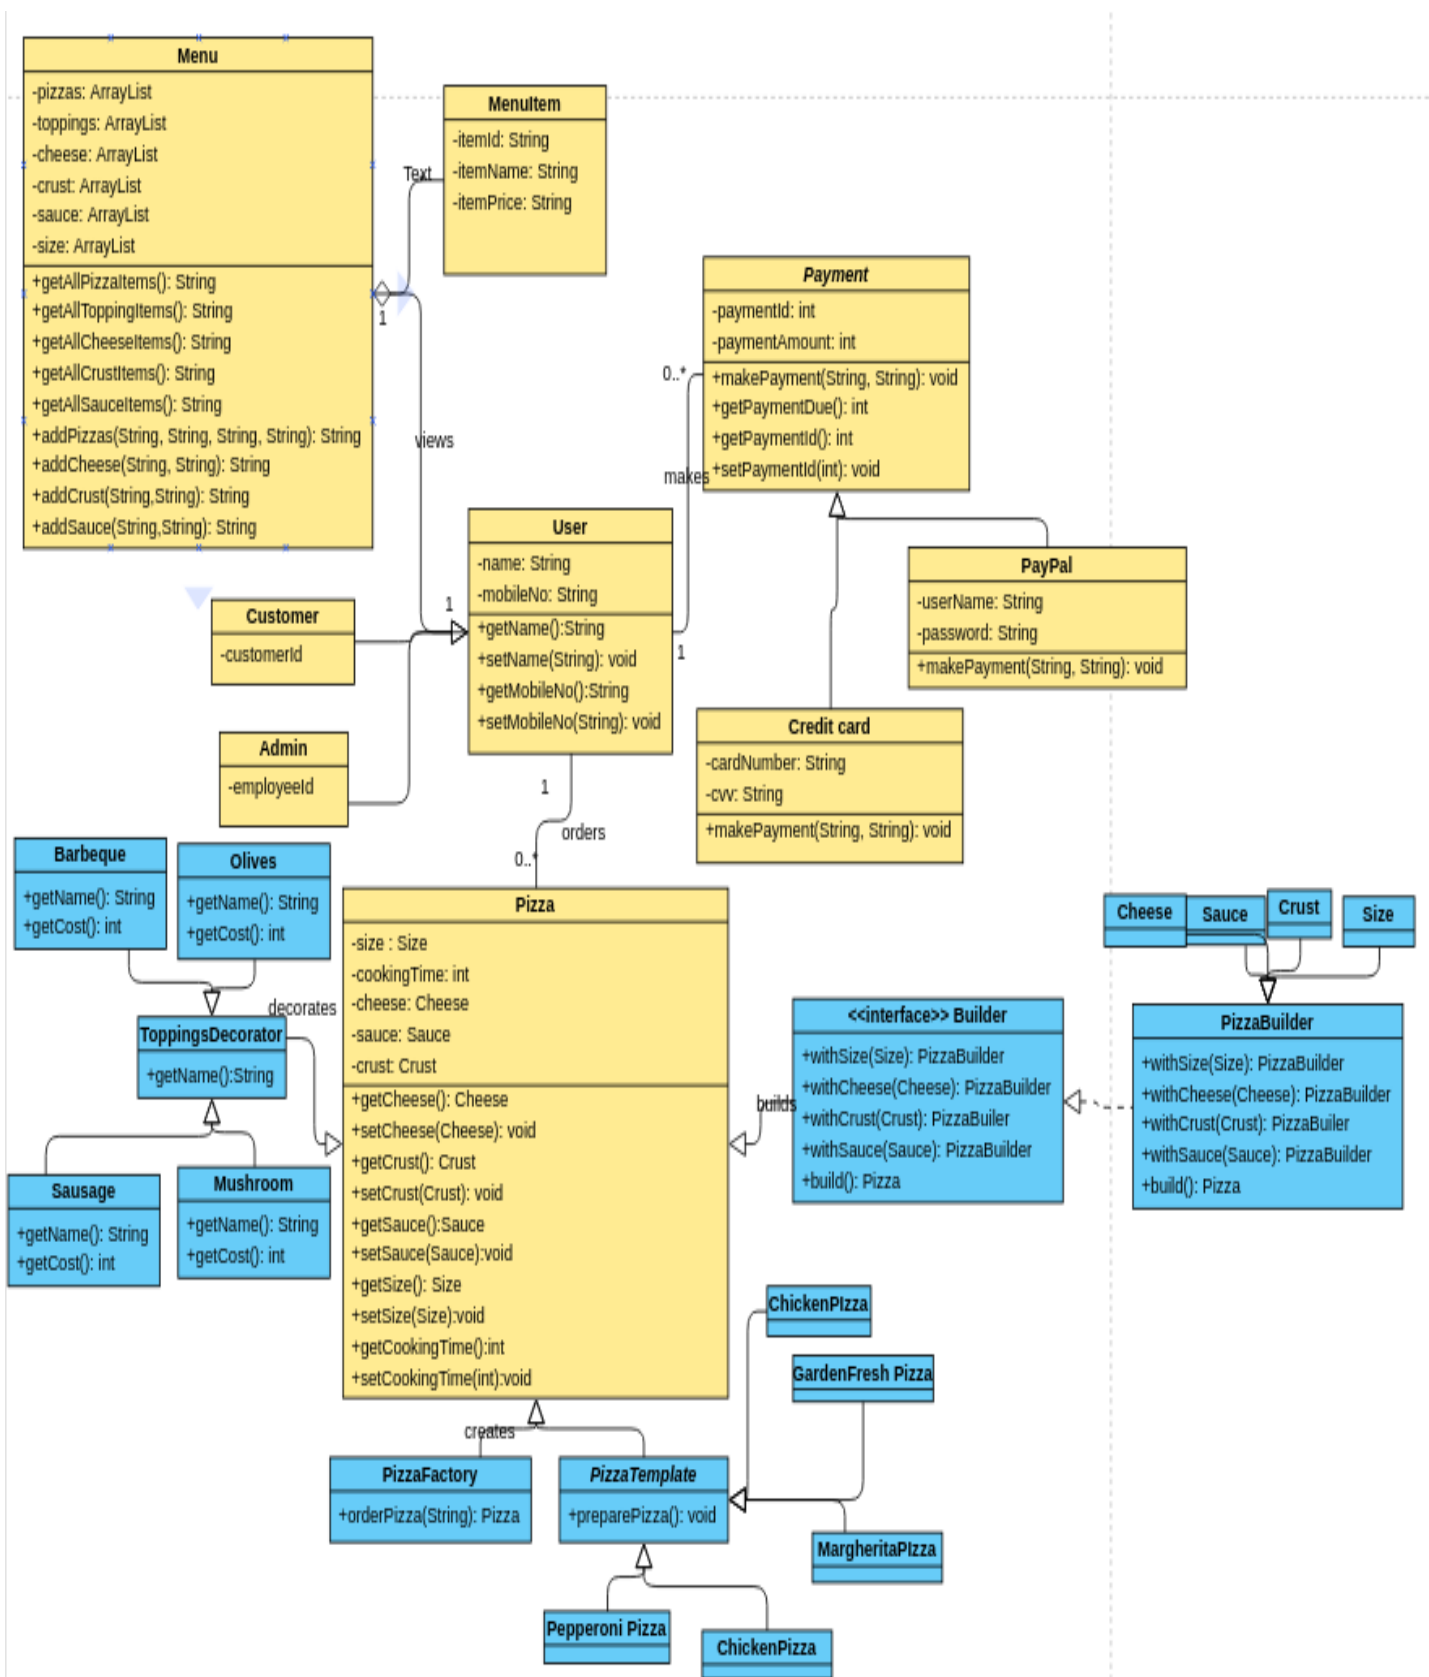 Menu
-pizzas: ArrayList
-toppings: ArrayList
-cheese: ArrayList
-crust: ArrayList
-sauce: ArrayList
-size: ArrayList
+getAllPizzaItems(): String
+getAllToppingItems(): String
+getAllCheeseItems(): String
+getAllCrustItems(): String
+getAllSauceItems(): String
+addPizzas(String, String, String, String): String
+addCheese(String, String): String
+addCrust(String,String): String
+addSauce(String,String): String
MenuItem
-itemId: String
-itemName: String
-itemPrice: String
Text
1
views
Payment
-paymentId: int
-paymentAmount: int
+makePayment(String, String): void
+getPaymentDue(): int
+getPaymentId(): int
+setPaymentId(int): void
0..*
makes
1
User
-name: String
-mobileNo: String
+getName():String
+setName(String): void
+getMobileNo():String
+setMobileNo(String): void
1
PayPal
-userName: String
-password: String
+makePayment(String, String): void
Customer
-customerId
Admin
-employeeId
Credit card
-cardNumber: String
-cvv: String
+makePayment(String, String): void
1
orders
0..*
Barbeque
+getName(): String
+getCost(): int
Olives
+getName(): String
+getCost(): int
decorates
ToppingsDecorator
+getName():String
Sausage
+getName(): String
+getCost(): int
Mushroom
+getName(): String
+getCost(): int
Pizza
-size : Size
-cookingTime: int
-cheese: Cheese
-sauce: Sauce
-crust: Crust
+getCheese(): Cheese
+setCheese(Cheese): void
+getCrust(): Crust
+setCrust(Crust): void
+getSauce():Sauce
+setSauce(Sauce):void
+getSize(): Size
+setSize(Size):void
+getCookingTime():int
+setCookingTime(int):void
builds
<<interface>> Builder
+withSize(Size): PizzaBuilder
+withCheese(Cheese): PizzaBuilder
+withCrust(Crust): PizzaBuiler
+withSauce(Sauce): PizzaBuilder
+build(): Pizza
Cheese
Sauce
Crust
Size
PizzaBuilder
+withSize(Size): PizzaBuilder
+withCheese(Cheese): PizzaBuilder
+withCrust(Crust): PizzaBuiler
+withSauce(Sauce): PizzaBuilder
+build(): Pizza
creates
PizzaFactory
+orderPizza(String): Pizza
PizzaTemplate
+preparePizza(): void
ChickenPIzza
GardenFresh Pizza
MargheritaPIzza
Pepperoni Pizza
ChickenPizza